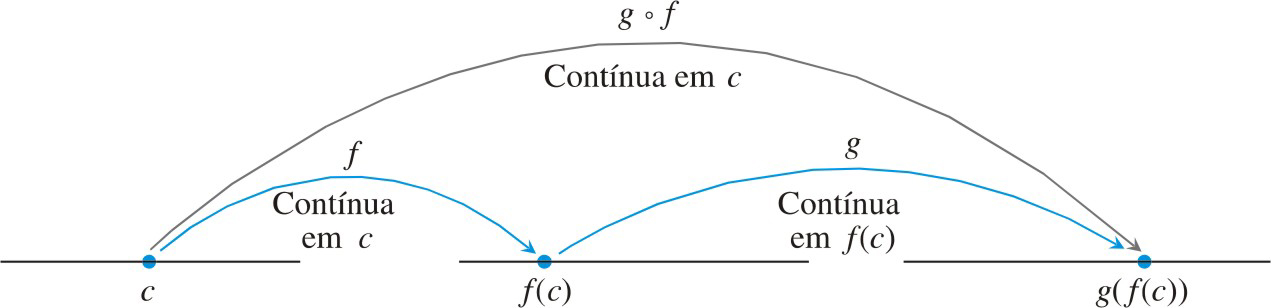 g ∘ f
Contínua em c
f
g
Contínua
em c
Contínua
em f(c)
c
f(c)
g(f(c))